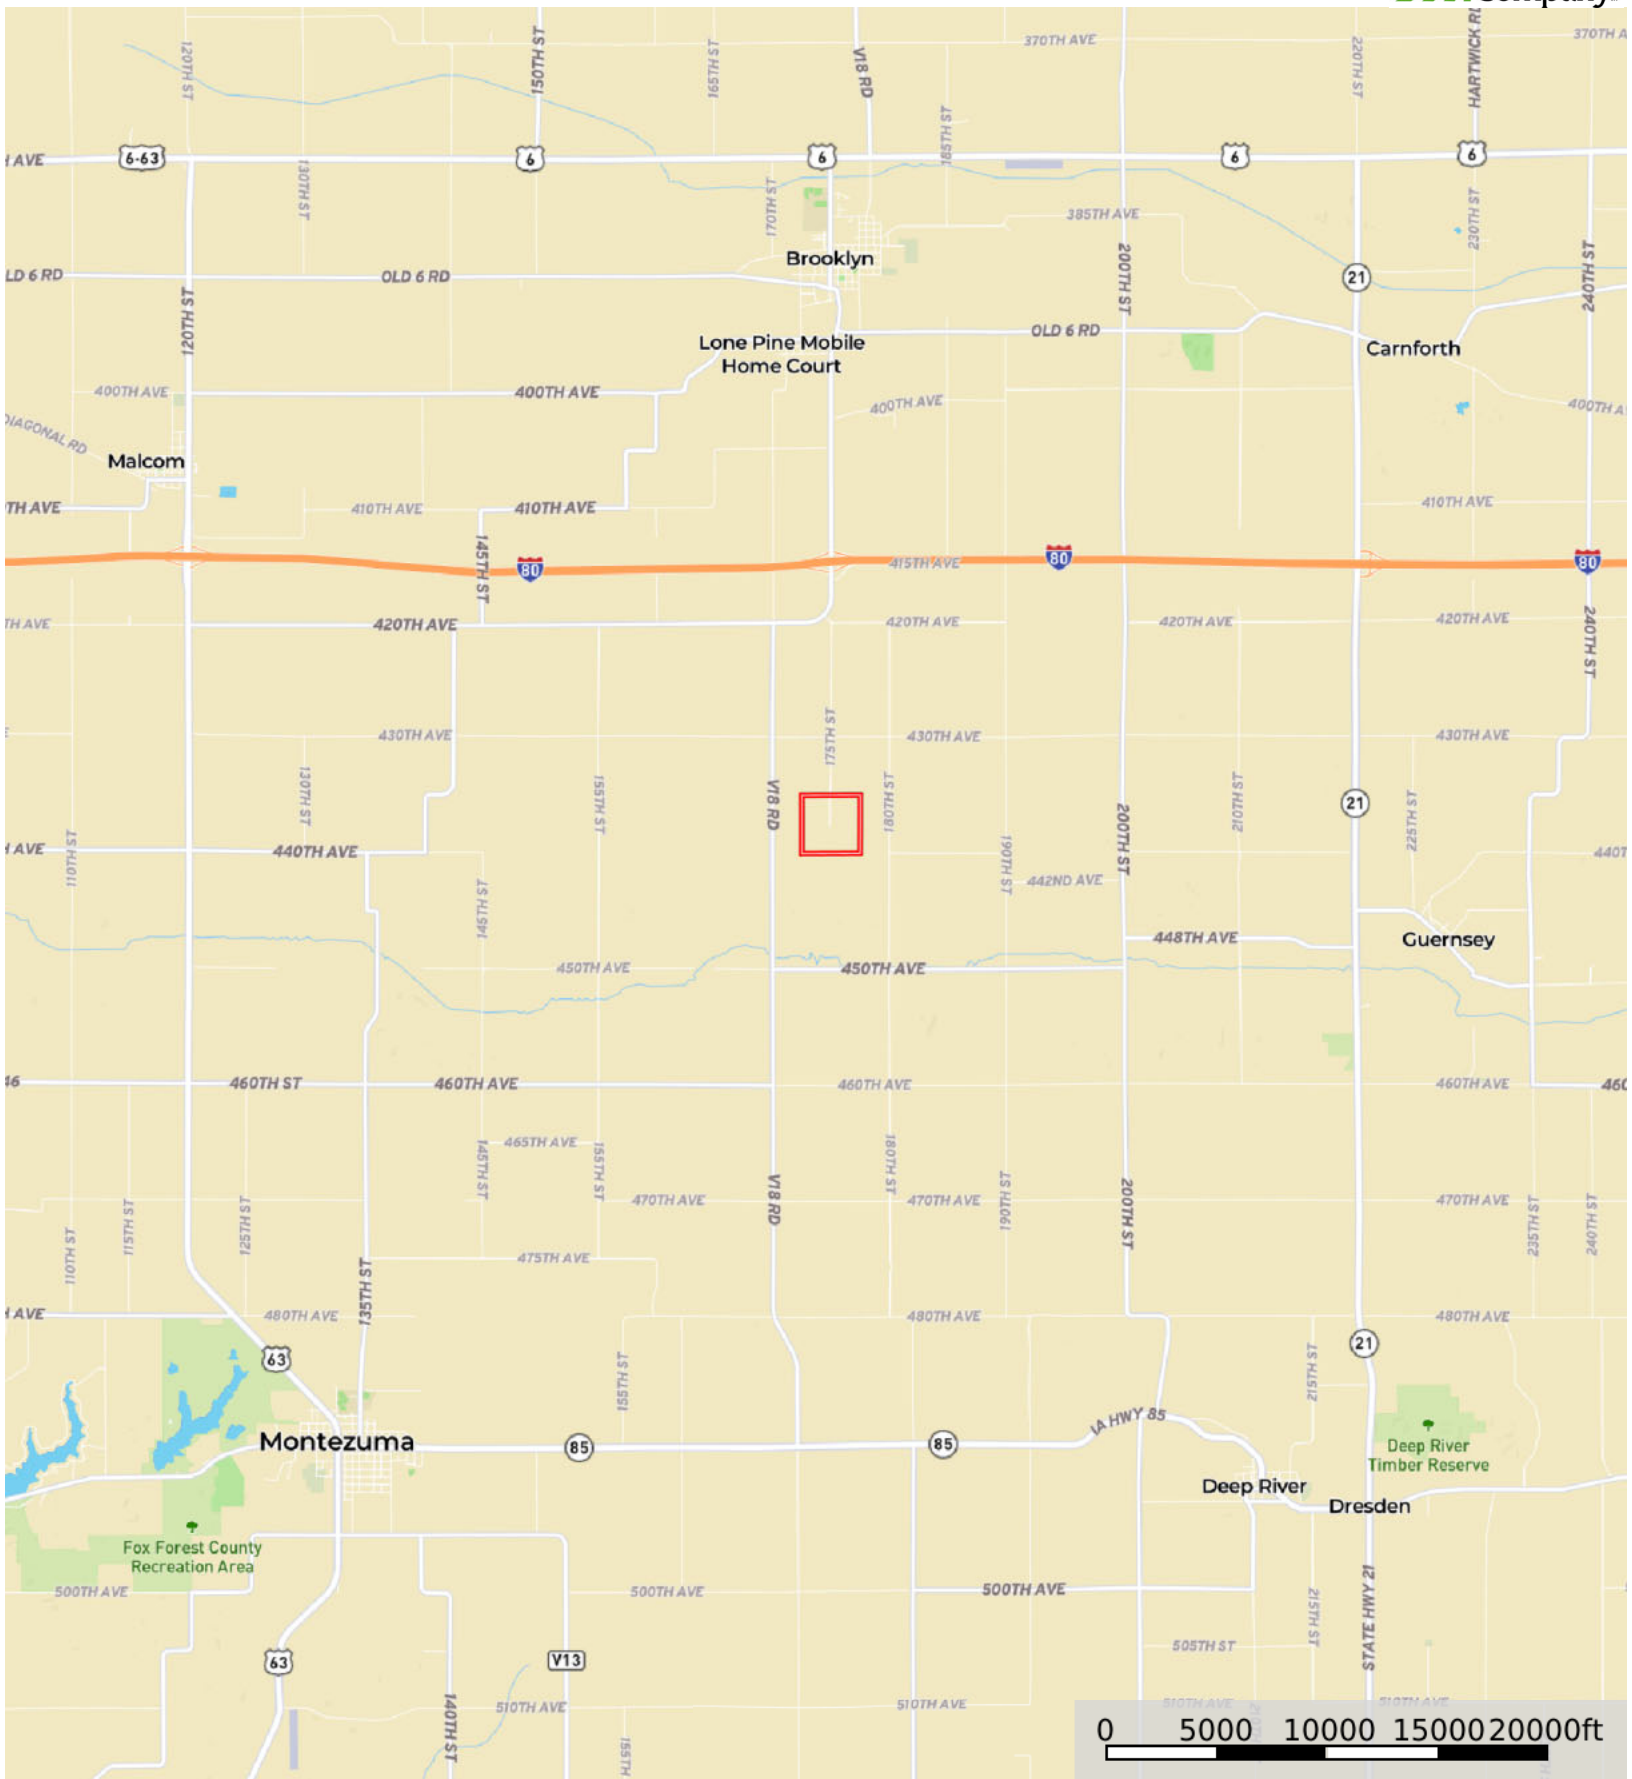 Company
370TH AVE
370TH A
120TH ST
150TH ST
165TH ST
V18 RD
185TH ST
220TH ST
HARTWICK RD
H AVE
6-63
6
6
6
6
130TH ST
170TH ST
385TH AVE
230TH ST
Brooklyn
OLD 6 RD
LD 6 RD
200TH ST
21
240TH ST
120TH ST
Lone Pine Mobile
Home Court
OLD 6 RD
Carnforth
400TH AVE
400TH AVE
400TH AVE
400TH A
DIAGONAL RD
Malcom
TH AVE
410TH AVE
410TH AVE
410TH AVE
145TH ST
80
415TH AVE
80
80
TH AVE
420TH AVE
420TH AVE
420TH AVE
420TH AVE
240TH ST
430TH AVE
175TH ST
430TH AVE
430TH AVE
130TH ST
155TH ST
V18 RD
180TH ST
200TH ST
210TH ST
21
225TH ST
H AVE
110TH ST
440TH AVE
190TH ST
440T
145TH ST
442ND AVE
448TH AVE
Guernsey
450TH AVE
450TH AVE
46
460TH ST
460TH AVE
460TH AVE
460TH AVE
460
145TH ST
465TH AVE
155TH ST
180TH ST
110TH ST
115TH ST
125TH ST
470TH AVE
V18 RD
470TH AVE
190TH ST
200TH ST
470TH AVE
235TH ST
240TH ST
135TH ST
475TH AVE
H AVE
480TH AVE
480TH AVE
480TH AVE
63
21
155TH ST
215TH ST
IA HWY 85
Montezuma
85
85
Deep River
Timber Reserve
Deep River
Dresden
Fox Forest County
Recreation Area
500TH AVE
500TH AVE
500TH AVE
215TH ST
STATE HWY 21
505TH ST
63
V13
140TH ST
510TH AVE
155TH
510TH AVE
510TH AVE
510TH AVE
0 5000 10000 15000 20000ft